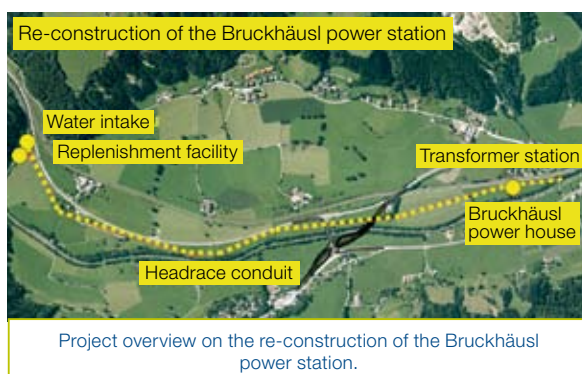 Re-construction of the Bruckhäusl power station
Water intake
Replenishment facility
Transformer station
Bruckhäusl
power house
Headrace conduit
Project overview on the re-construction of the Bruckhäusl
power station.